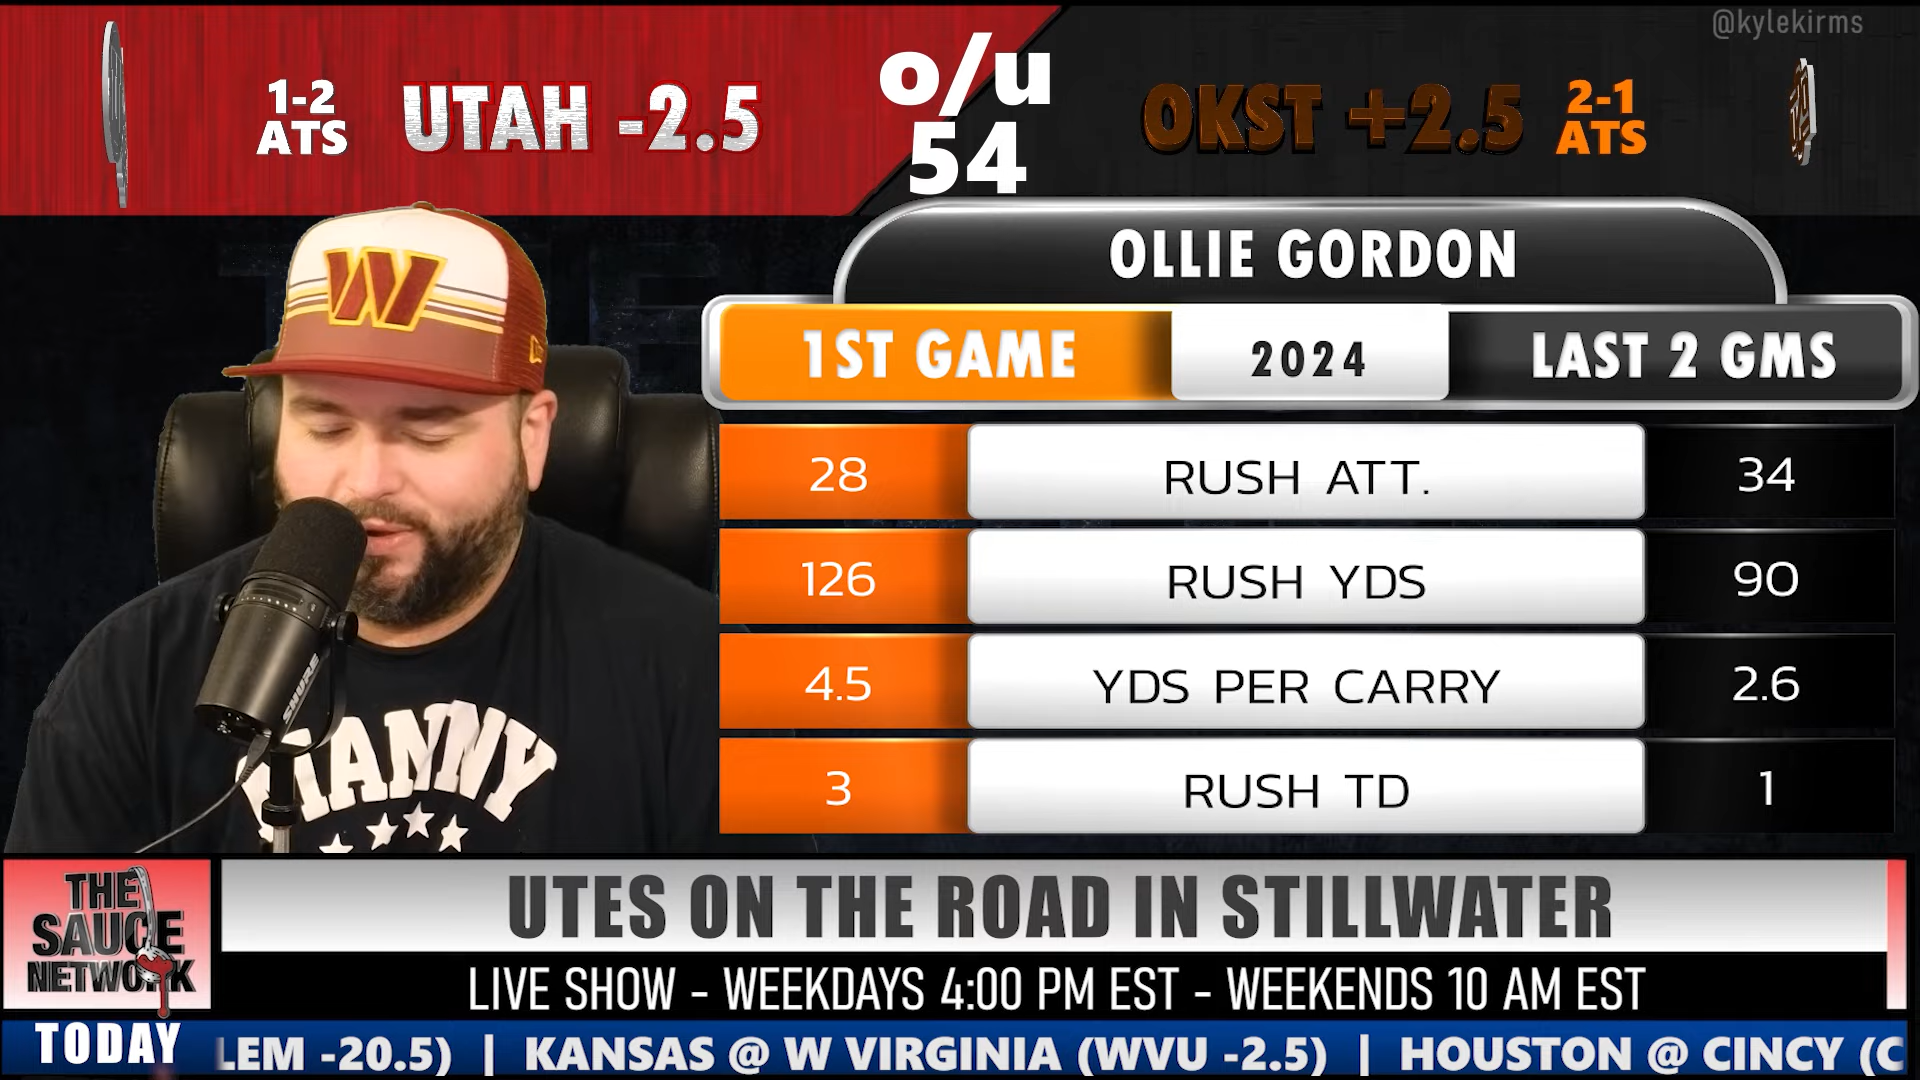 @kylekirms
1-2
ATS
UTAH -2.5
o/u
54
OKST +2.5
2-1
ATS
W
OLLIE GORDON
1ST GAME
2024
LAST 2 GMS
28
RUSH ATT.
34
126
RUSH YDS
90
4.5
YDS PER CARRY
2.6
3
RUSH TD
1
SHURE
THE
SAUCE
NETWORK
UTES ON THE ROAD IN STILLWATER
LIVE SHOW - WEEKDAYS 4:00 PM EST - WEEKENDS 10 AM EST
TODAY
LEM -20.5) | KANSAS @ W VIRGINIA (WVU -2.5) | HOUSTON @ CINCY (C